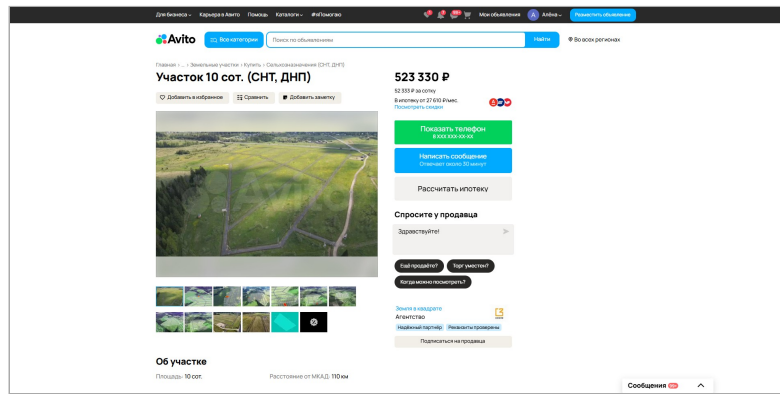 Для бизнеса Карьера в Авито Помощь Каталоги #яПомогаю
99+ Мои объявления А Алёна Разместить объявление
Avito Все категории Поиск по объявлениям Найти Во всех регионах
Главная › ... › Земельные участки › Купить › Сельхозназначения (СНТ, ДНП)
Участок 10 сот. (СНТ, ДНП)
Добавить в избранное Сравнить Добавить заметку
523 330 ₽
52 333 ₽ за сотку
В ипотеку от 27 610 ₽/мес.
Посмотреть скидки
Показать телефон
8 XXX XXX-XX-XX
Написать сообщение
Отвечает около 30 минут
Рассчитать ипотеку
Спросите у продавца
Здравствуйте!
Ещё продаёте? Торг уместен?
Когда можно посмотреть?
Земля в квадрате
Агентство
Надёжный партнёр Реквизиты проверены
Подписаться на продавца
Avito
Об участке
Площадь: 10 сот. Расстояние от МКАД: 110 км
Сообщения 99+